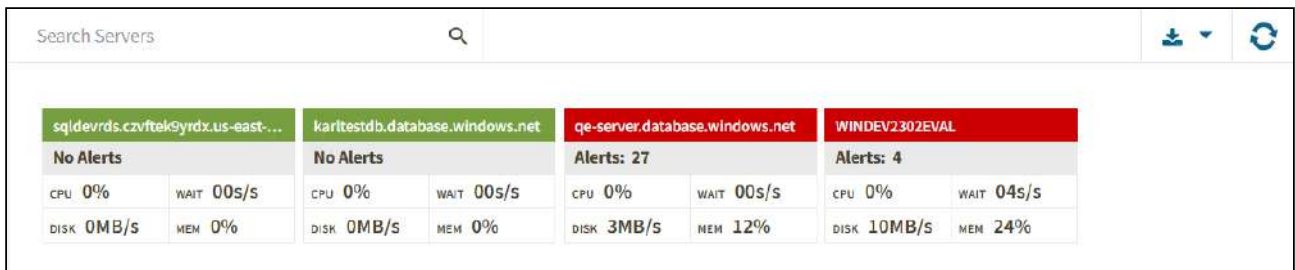 Search Servers
sqldevrds.czvftek9yrdx.us-east-... karltestdb.database.windows.net qe-server.database.windows.net WINDEV2302EVAL
No Alerts No Alerts Alerts: 27 Alerts: 4
CPU 0% WAIT 00s/s CPU 0% WAIT 00s/s CPU 0% WAIT 00s/s CPU 0% WAIT 04s/s
DISK 0MB/s MEM 0% DISK 0MB/s MEM 0% DISK 3MB/s MEM 12% DISK 10MB/s MEM 24%